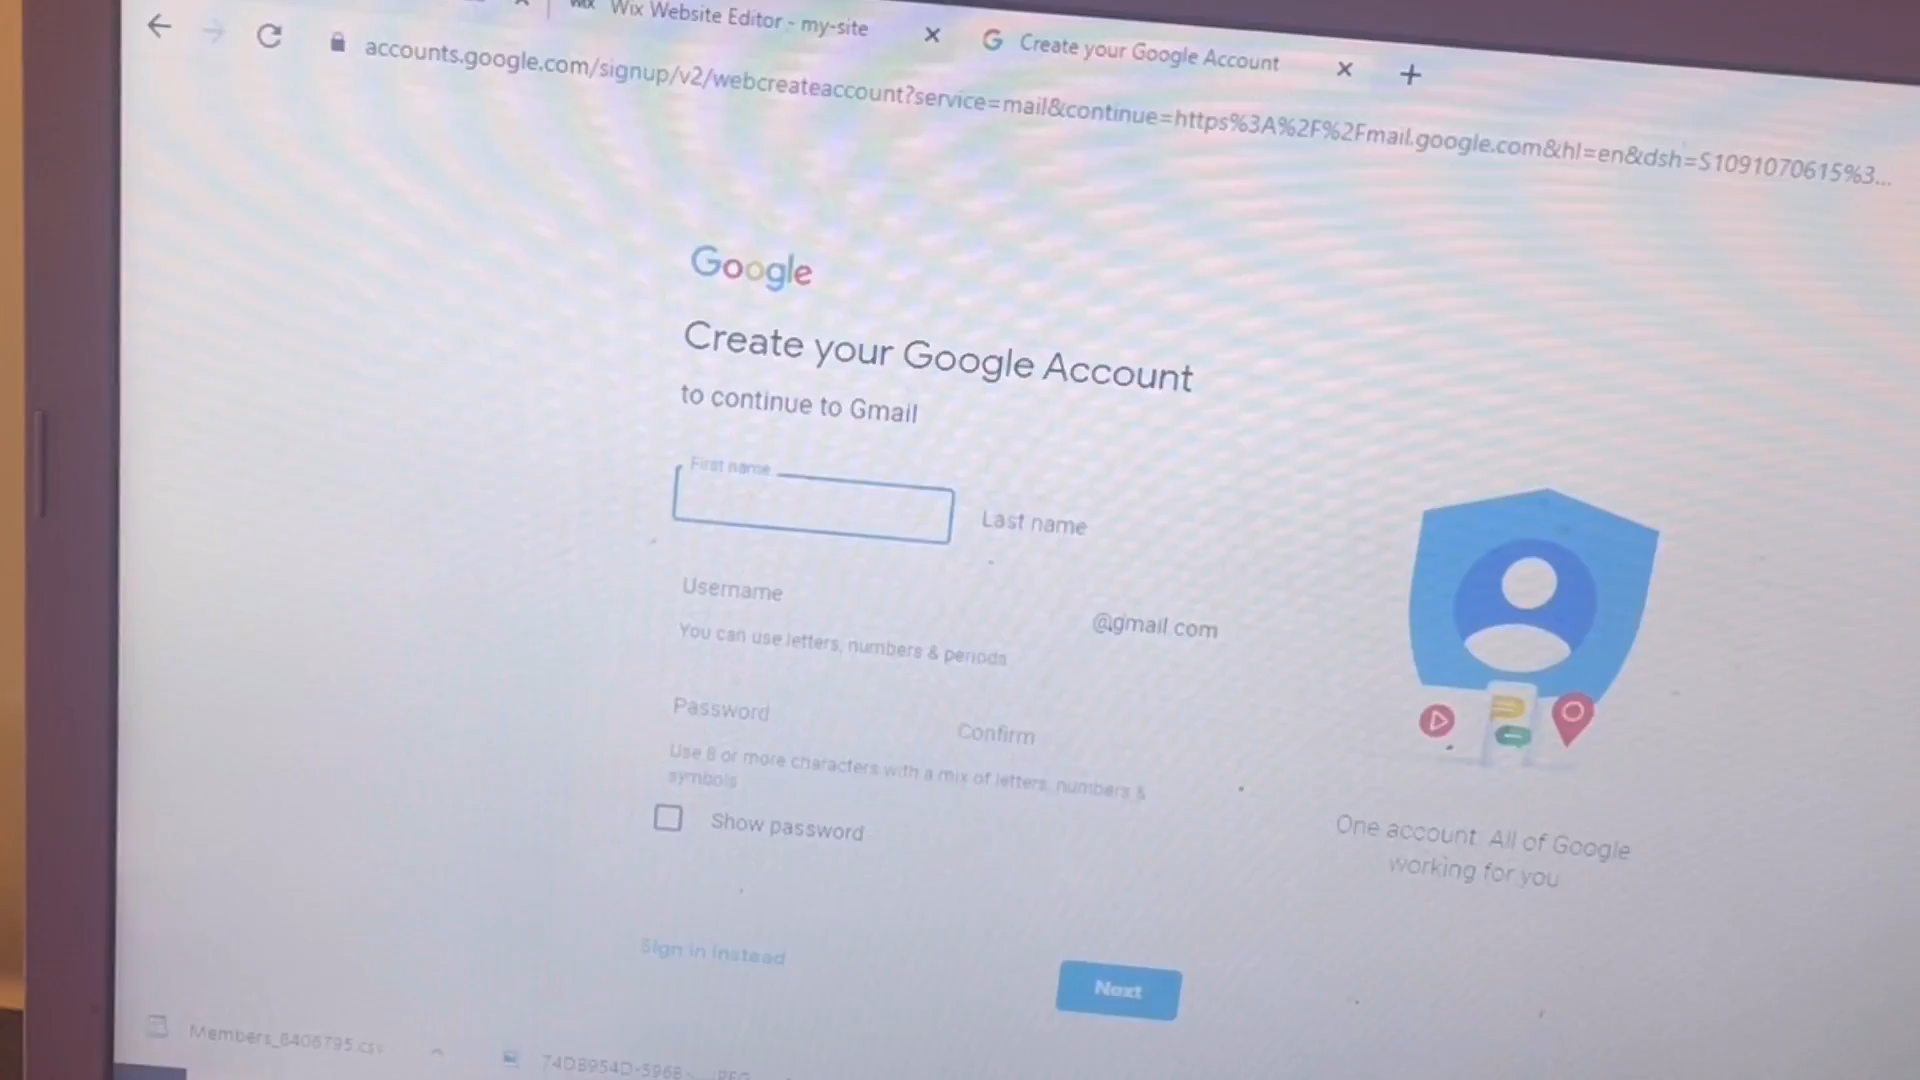 Wix Website Editor - my-site
Create your Google Account
accounts.google.com/signup/v2/webcreateaccount?service=mail&continue=https%3A%2F%2Fmail.google.com&hl=en&dsh=S1091070615%3...
Google
Create your Google Account
to continue to Gmail
First name
Last name
Username
@gmail.com
You can use letters, numbers & periods
Password
Confirm
Use 8 or more characters with a mix of letters, numbers &
symbols
Show password
One account. All of Google
working for you
Sign in instead
Next
Members_8406795.csv